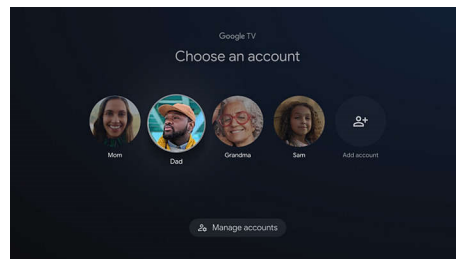 Google TV
Choose an account
Mom
Dad
Grandma
Sam
Add account
Manage accounts